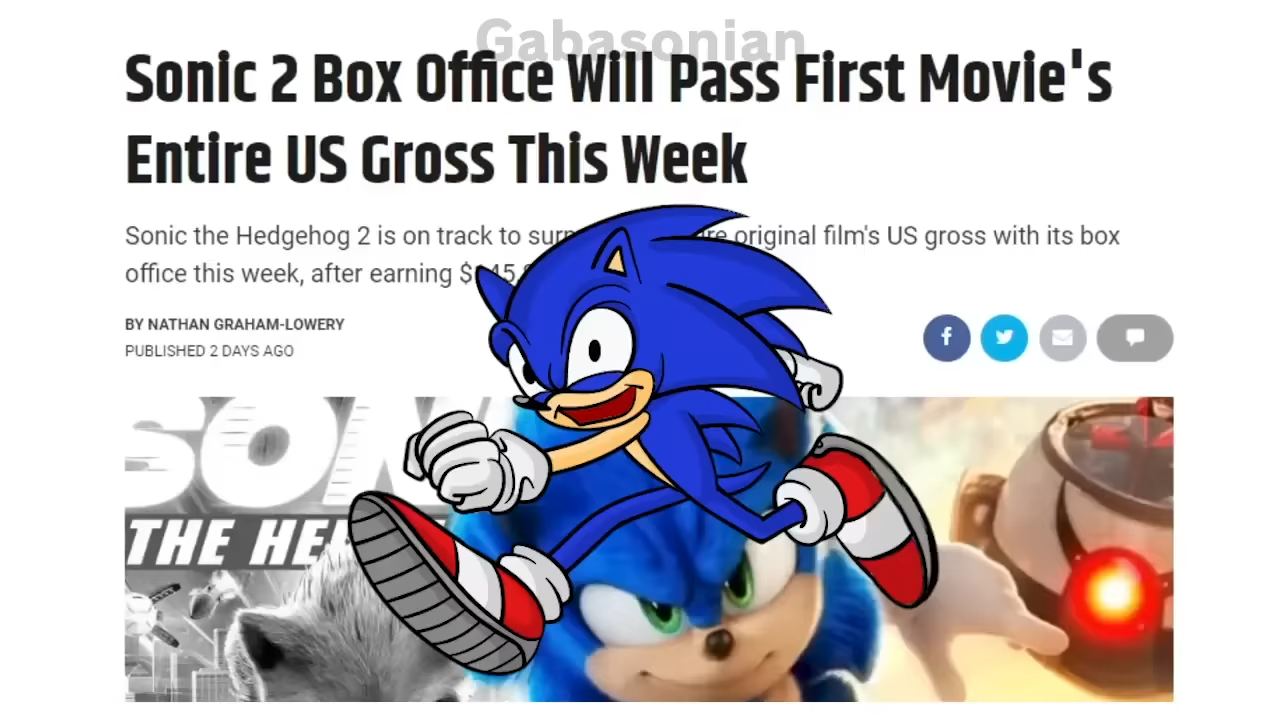 Gabasonian
Sonic 2 Box Office Will Pass First Movie's
Entire US Gross This Week
Sonic the Hedgehog 2 is on track to original film's US gross with its box
office this week, after earning
BY NATHAN GRAHAM-LOWERY
PUBLISHED 2 DAYS AGO
THE